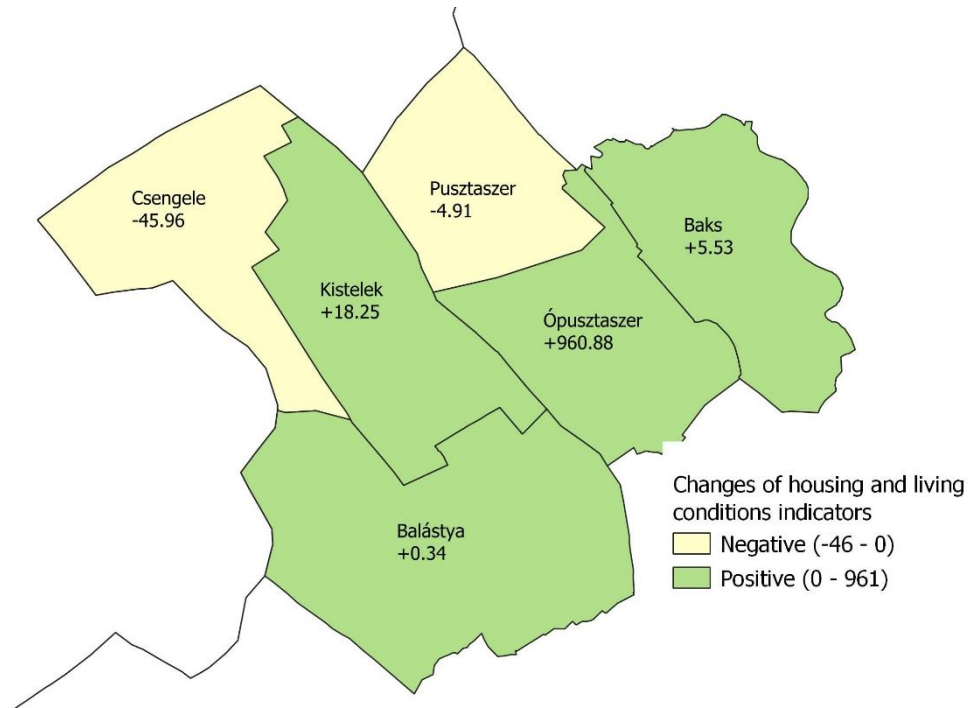 Csengele
-45.96
Pusztaszer
-4.91
Baks
+5.53
Kistelek
+18.25
Ópusztaszer
+960.88
Balástya
+0.34
Changes of housing and living
conditions indicators
Negative (-46 - 0)
Positive (0 - 961)